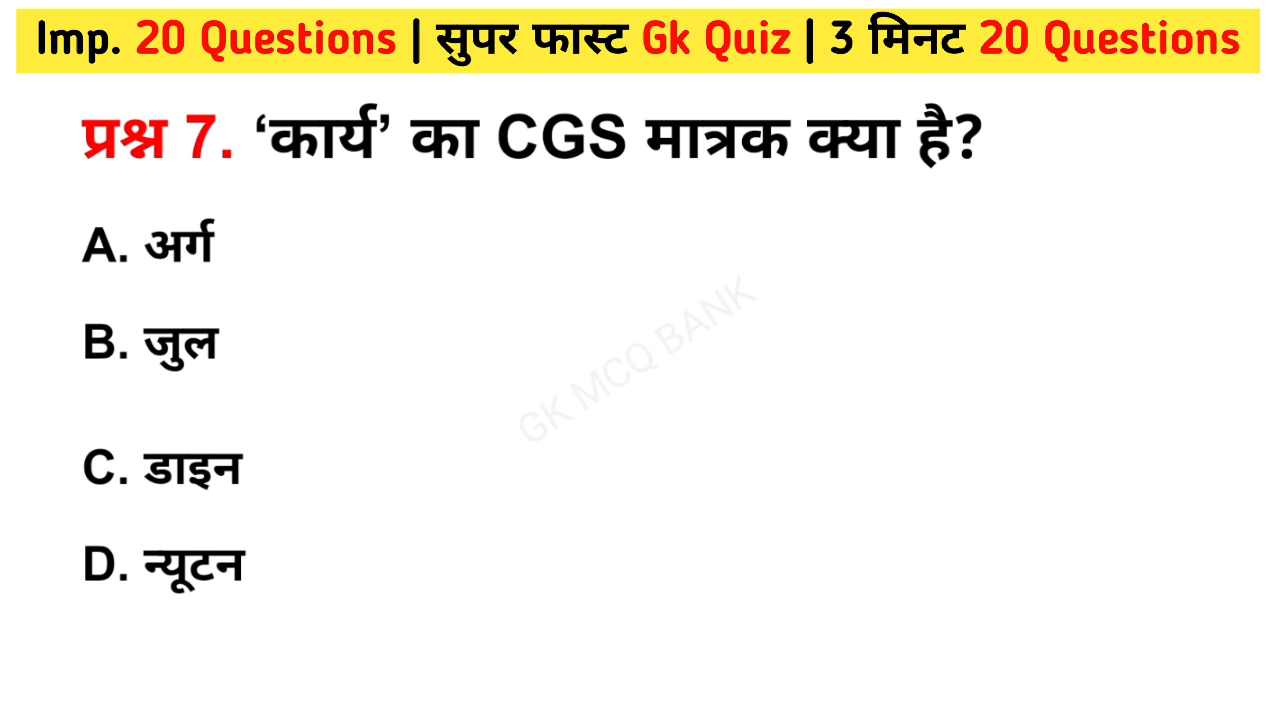 Imp. 20 Questions | सुपर फास्ट Gk Quiz | 3 मिनट 20 Questions
प्रश्न 7. ‘कार्य’ का CGS मात्रक क्या है?
A. अर्ग
B. जुल
GK MCQ BANK
C. डाइन
D. न्यूटन